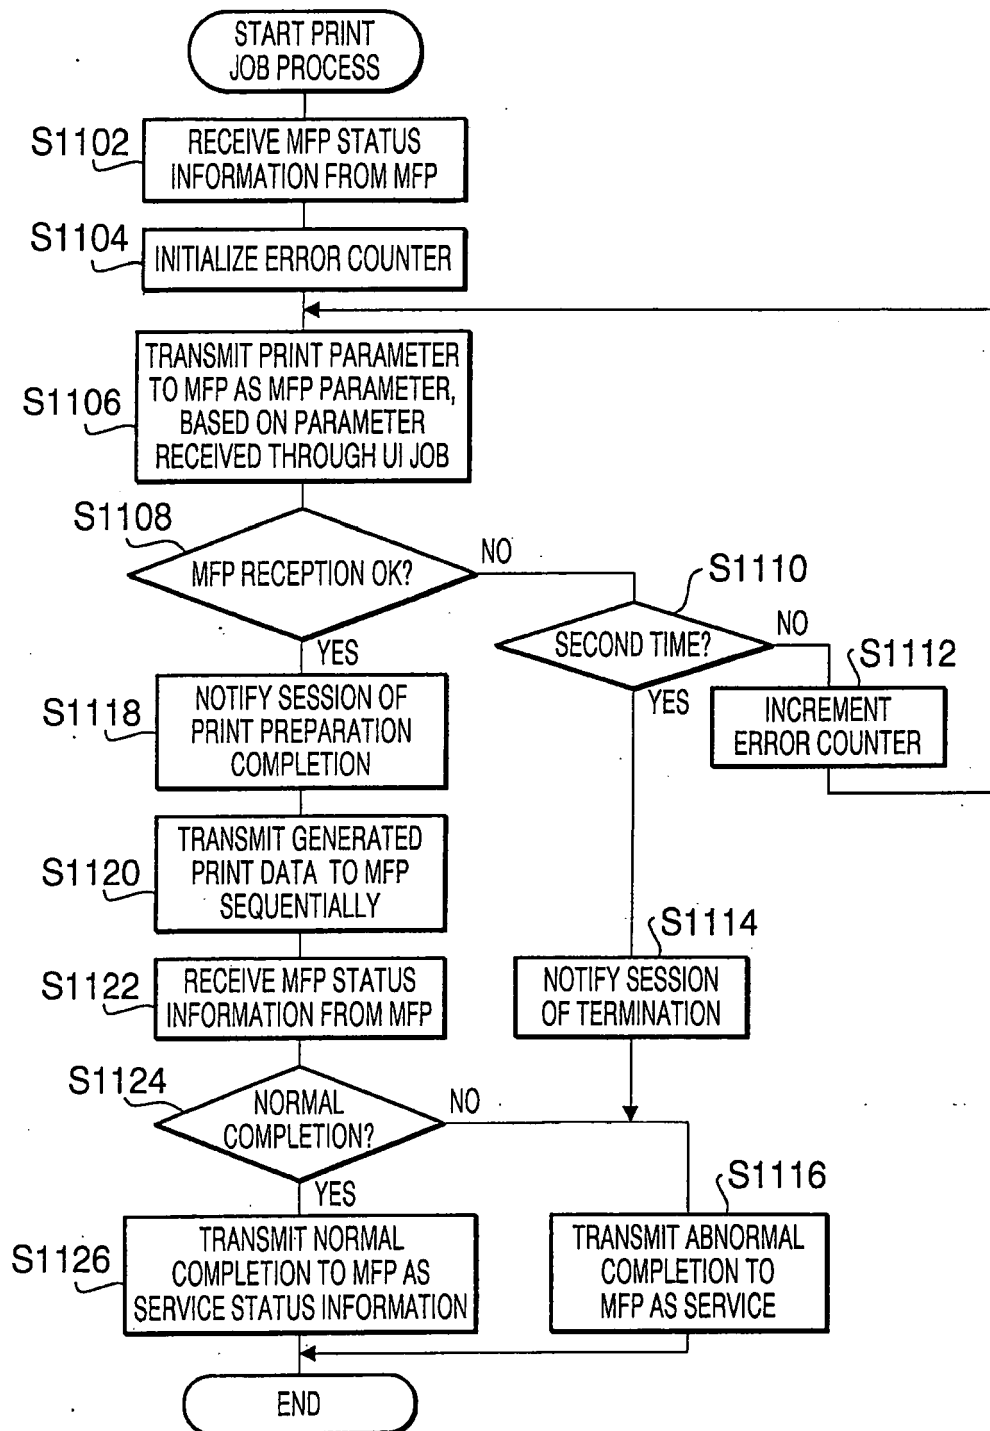 START PRINT
JOB PROCESS
S1102
RECEIVE MFP STATUS
INFORMATION FROM MFP
S1104
INITIALIZE ERROR COUNTER
S1106
TRANSMIT PRINT PARAMETER
TO MFP AS MFP PARAMETER,
BASED ON PARAMETER
RECEIVED THROUGH UI JOB
S1108
MFP RECEPTION OK?
NO
YES
S1110
SECOND TIME?
NO
YES
S1112
INCREMENT
ERROR COUNTER
S1118
NOTIFY SESSION OF
PRINT PREPARATION
COMPLETION
S1120
TRANSMIT GENERATED
PRINT DATA TO MFP
SEQUENTIALLY
S1114
NOTIFY SESSION
OF TERMINATION
S1122
RECEIVE MFP STATUS
INFORMATION FROM MFP
S1124
NORMAL
COMPLETION?
NO
YES
S1116
TRANSMIT ABNORMAL
COMPLETION TO
MFP AS SERVICE
S1126
TRANSMIT NORMAL
COMPLETION TO MFP AS
SERVICE STATUS INFORMATION
END